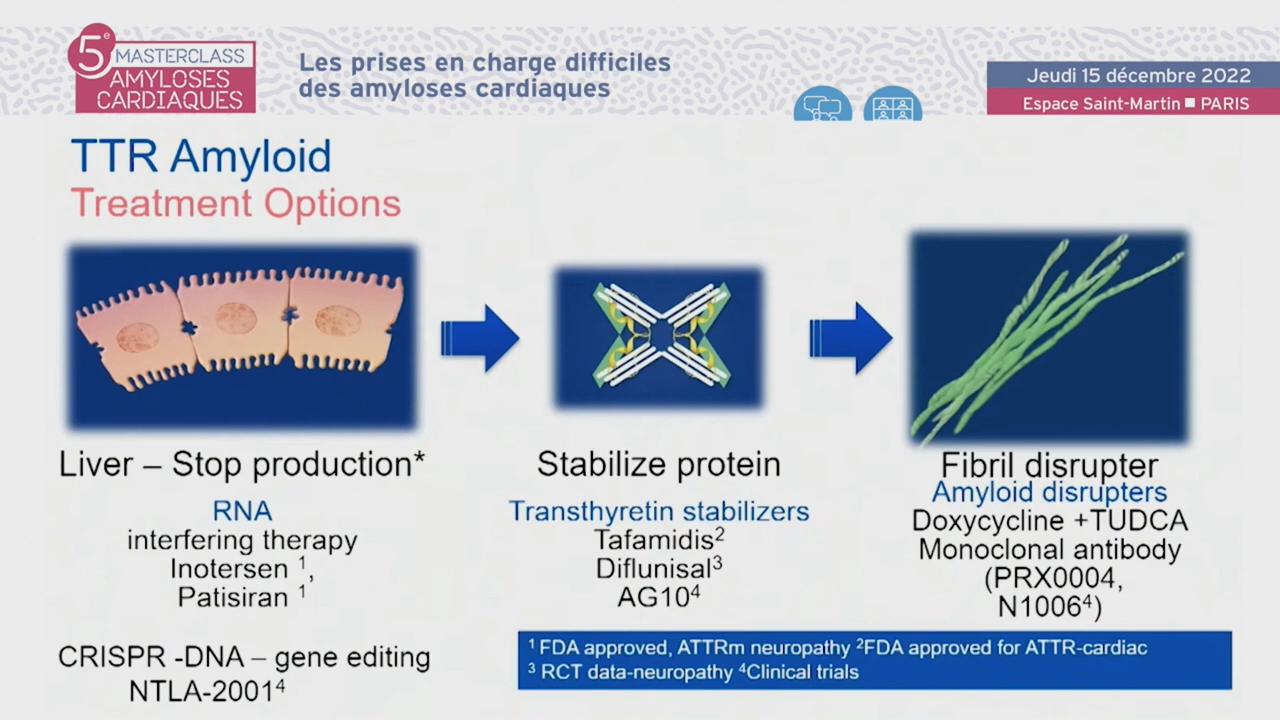 5e MASTERCLASS
AMYLOSES
CARDIAQUES
Les prises en charge difficiles
des amyloses cardiaques
Jeudi 15 décembre 2022
Espace Saint-Martin ■ PARIS
TTR Amyloid
Treatment Options
Liver – Stop production*
RNA
interfering therapy
Inotersen ¹,
Patisiran ¹
CRISPR -DNA – gene editing
NTLA-2001⁴
Stabilize protein
Transthyretin stabilizers
Tafamidis²
Diflunisal³
AG10⁴
Fibril disrupter
Amyloid disrupters
Doxycycline +TUDCA
Monoclonal antibody
(PRX0004,
N1006⁴)
¹ FDA approved, ATTRm neuropathy ²FDA approved for ATTR-cardiac
³ RCT data-neuropathy ⁴Clinical trials